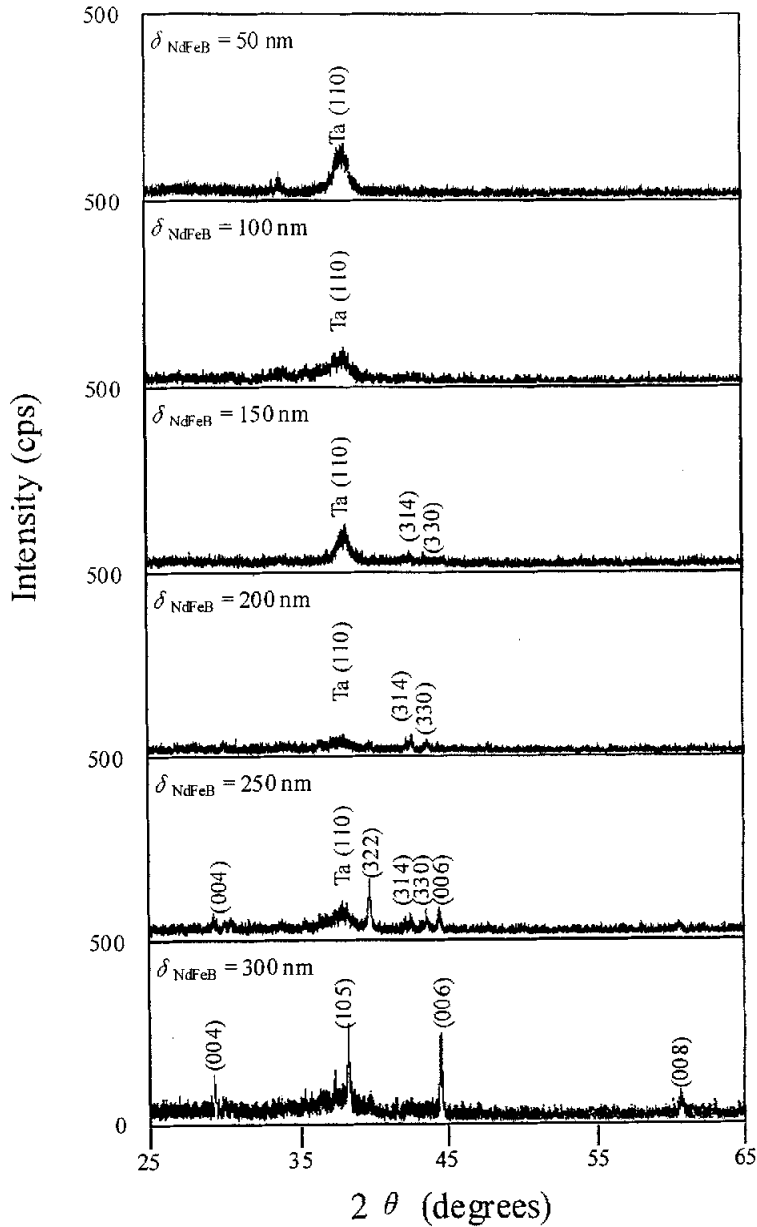 500
δ NdFeB = 50 nm
Ta (110)
500
δ NdFeB = 100 nm
Ta (110)
500
δ NdFeB = 150 nm
Ta (110)
(314)
(330)
500
δ NdFeB = 200 nm
Ta (110)
(314)
(330)
500
δ NdFeB = 250 nm
(004)
Ta (110)
(322)
(314)
(330)
(006)
500
δ NdFeB = 300 nm
(004)
(105)
(006)
(008)
0
25 35 45 55 65
Intensity (cps)
2 θ (degrees)